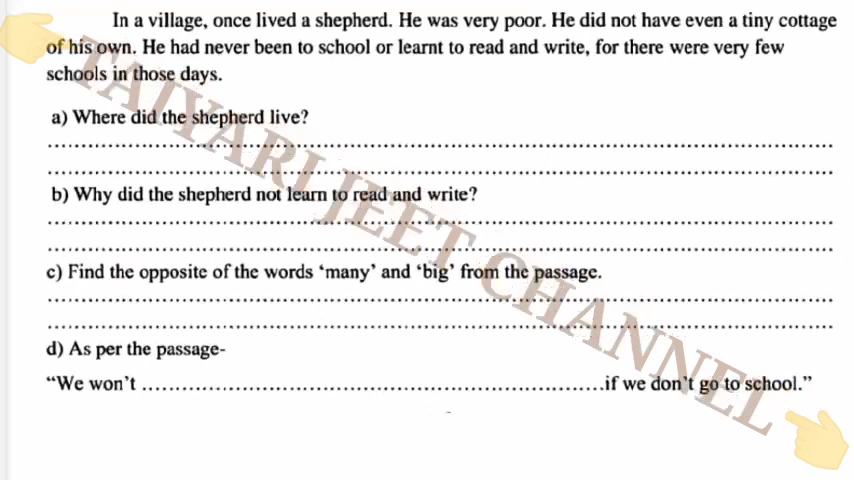 In a village, once lived a shepherd. He was very poor. He did not have even a tiny cottage
of his own. He had never been to school or learnt to read and write, for there were very few
schools in those days.
a) Where did the shepherd live?
................................................................................
................................................................................
b) Why did the shepherd not learn to read and write?
................................................................................
................................................................................
c) Find the opposite of the words ‘many’ and ‘big’ from the passage.
................................................................................
................................................................................
d) As per the passage-
“We won’t ......................................................................if we don’t go to school.”
TAIYARI JEET CHANNEL